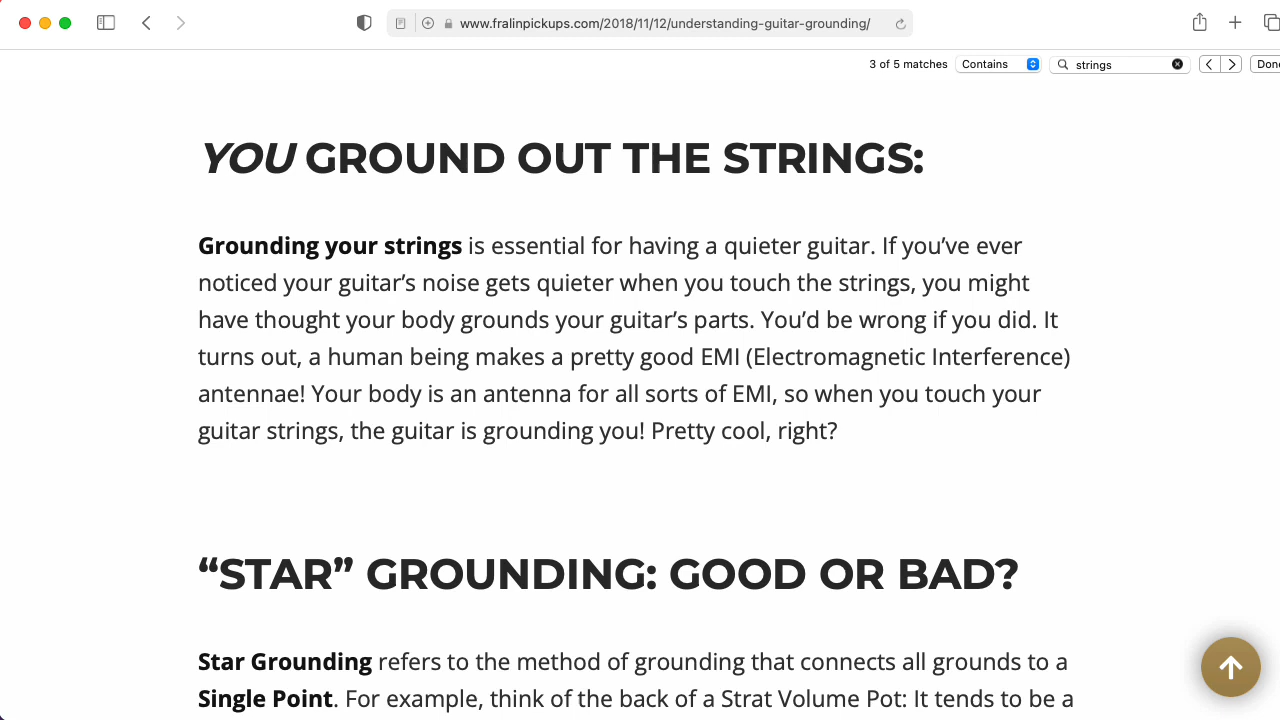 www.fralinpickups.com/2018/11/12/understanding-guitar-grounding/
3 of 5 matches Contains strings Done
YOU GROUND OUT THE STRINGS:
Grounding your strings is essential for having a quieter guitar. If you’ve ever
noticed your guitar’s noise gets quieter when you touch the strings, you might
have thought your body grounds your guitar’s parts. You’d be wrong if you did. It
turns out, a human being makes a pretty good EMI (Electromagnetic Interference)
antennae! Your body is an antenna for all sorts of EMI, so when you touch your
guitar strings, the guitar is grounding you! Pretty cool, right?
“STAR” GROUNDING: GOOD OR BAD?
Star Grounding refers to the method of grounding that connects all grounds to a
Single Point. For example, think of the back of a Strat Volume Pot: It tends to be a